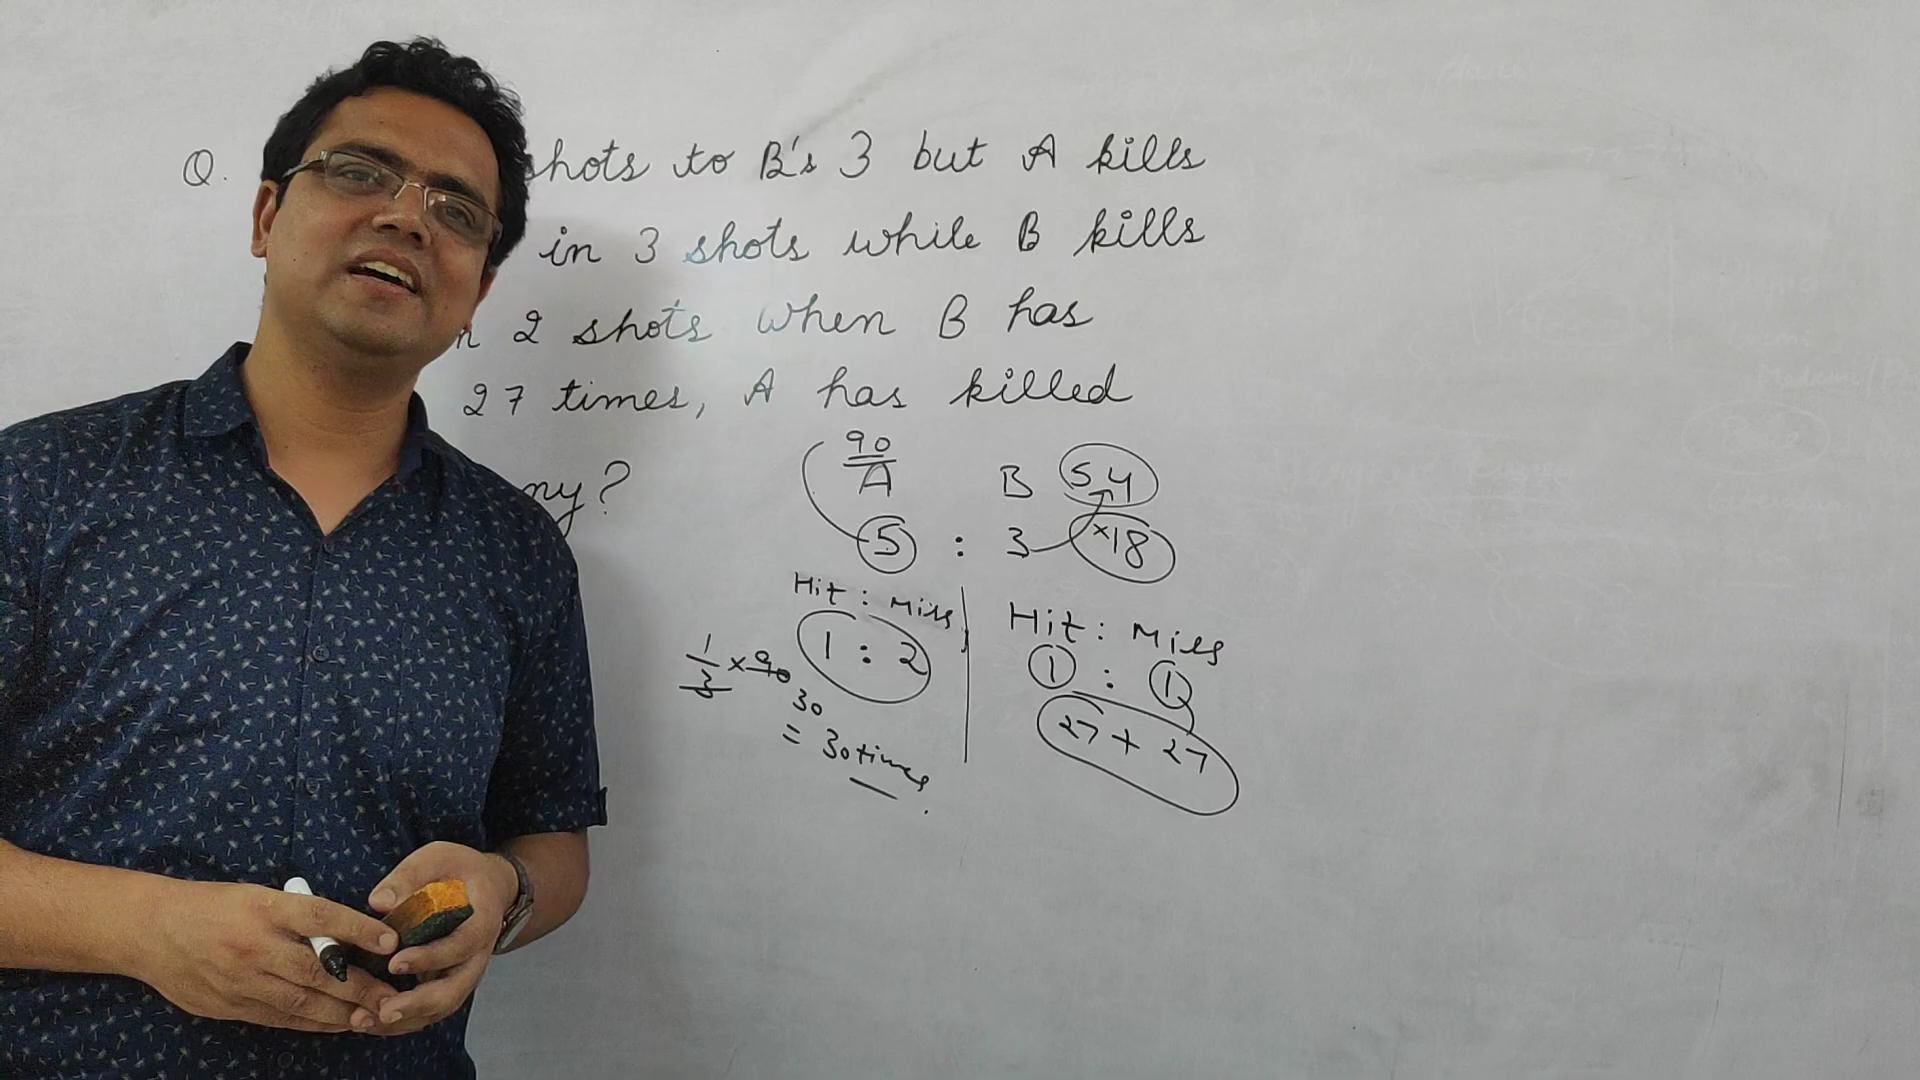 Q. shots to B's 3 but A kills
in 3 shots while B kills
n 2 shots when B has
27 times, A has killed
ny?
90
A B 54
5 : 3 ×18
Hit : Miss
1 : 2
1/3 × 90
30
= 30 times.
Hit : Miss
1 : 1
27 + 27